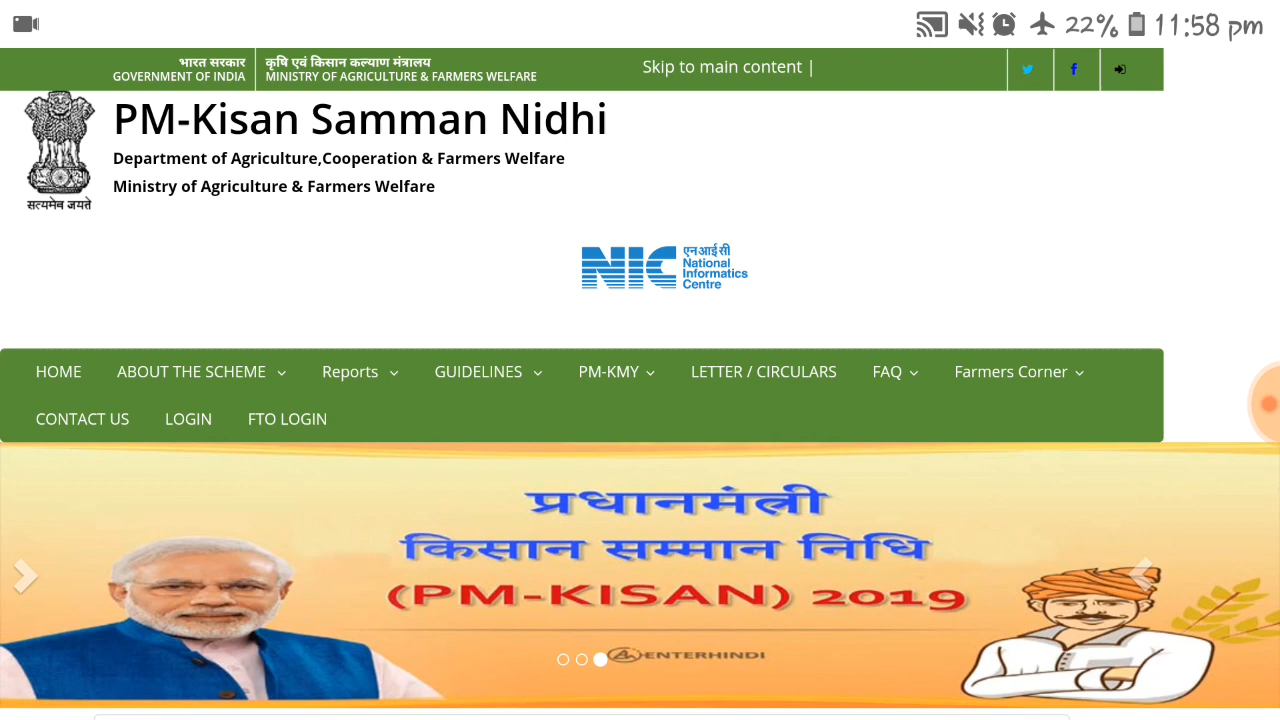 22% 11:58 pm
भारत सरकार
GOVERNMENT OF INDIA
कृषि एवं किसान कल्याण मंत्रालय
MINISTRY OF AGRICULTURE & FARMERS WELFARE
Skip to main content |
PM-Kisan Samman Nidhi
Department of Agriculture,Cooperation & Farmers Welfare
Ministry of Agriculture & Farmers Welfare
सत्यमेव जयते
NIC
एनआईसी
National
Informatics
Centre
HOME ABOUT THE SCHEME Reports GUIDELINES PM-KMY LETTER / CIRCULARS FAQ Farmers Corner
CONTACT US LOGIN FTO LOGIN
प्रधानमंत्री
किसान सम्मान निधि
(PM-KISAN) 2019
ENTERHINDI